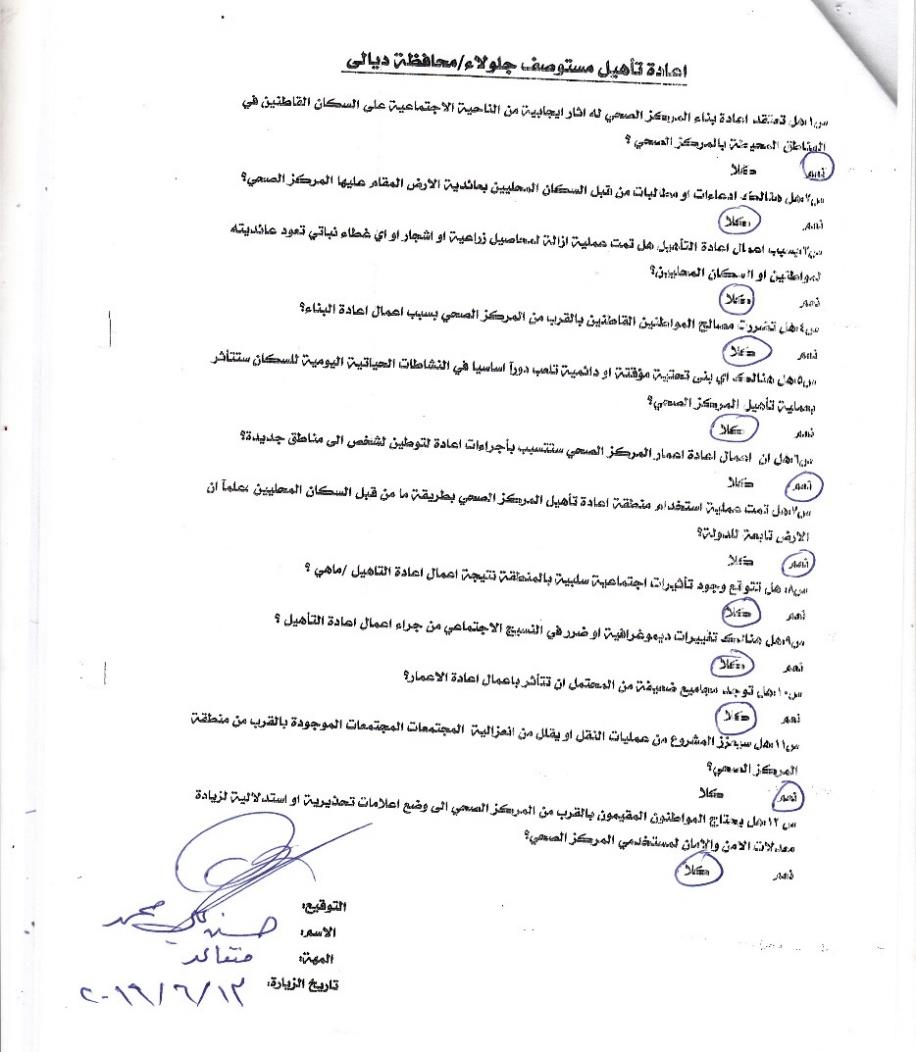 اعادة تأهيل مستوصف جلولاء/محافظة ديالى
س١:هل تعتقد اعادة بناء المركز الصحي له اثار ايجابية من الناحية الاجتماعية على السكان القاطنين في
المناطق المحيطة بالمركز الصحي ؟
نعم كلا
س٢:هل هنالك ادعاءات او مطالبات من قبل السكان المحليين بعائدية الارض المقام عليها المركز الصحي؟
نعم كلا
س٣:بسبب اعمال اعادة التأهيل هل تمت عملية ازالة لمحاصيل زراعية او اشجار او اي غطاء نباتي تعود عائديته
لمواطنين او السكان المحليين؟
نعم كلا
س٤:هل تضررت مصالح المواطنين القاطنين بالقرب من المركز الصحي بسبب اعمال اعادة البناء؟
نعم كلا
س٥:هل هنالك اي بنى تحتية مؤقتة او دائمية تلعب دورآ اساسيا في النشاطات الحياتية اليومية للسكان ستتأثر
بعملية تأهيل المركز الصحي؟
نعم كلا
س٦:هل ان اعمال اعادة اعمار المركز الصحي ستتسبب بأجراءات اعادة لتوطين لشخص الى مناطق جديدة؟
نعم كلا
س٧:هل تمت عملية استخدام منطقة اعادة تأهيل المركز الصحي بطريقة ما من قبل السكان المحليين ،علمآ ان
الارض تابعة للدولة؟
نعم كلا
س٨: هل تتوقع وجود تأثيرات اجتماعية سلبية بالمنطقة نتيجة اعمال اعادة التاهيل /ماهي ؟
نعم كلا
س٩:هل هنالك تغييرات ديموغرافية او ضرر في النسيج الاجتماعي من جراء اعمال اعادة التأهيل ؟
نعم كلا
س١٠:هل توجد مجاميع ضعيفة من المحتمل ان تتأثر باعمال اعادة الاعمار؟
نعم كلا
س١١:هل سيعزز المشروع من عمليات النقل او يقلل من انعزالية المجتمعات المجتمعات الموجودة بالقرب من منطقة
المركز الصحي؟
نعم كلا
س١٢:هل يحتاج المواطنون المقيمون بالقرب من المركز الصحي الى وضع اعلامات تحذيرية او استدلالية لزيادة
معدلات الامن والامان لمستخدمي المركز الصحي؟
نعم كلا
التوقيع:
الاسم: حسن علي محمد
المهنة: متقاعد
تاريخ الزيارة: ٢٠١٩/٦/١٣